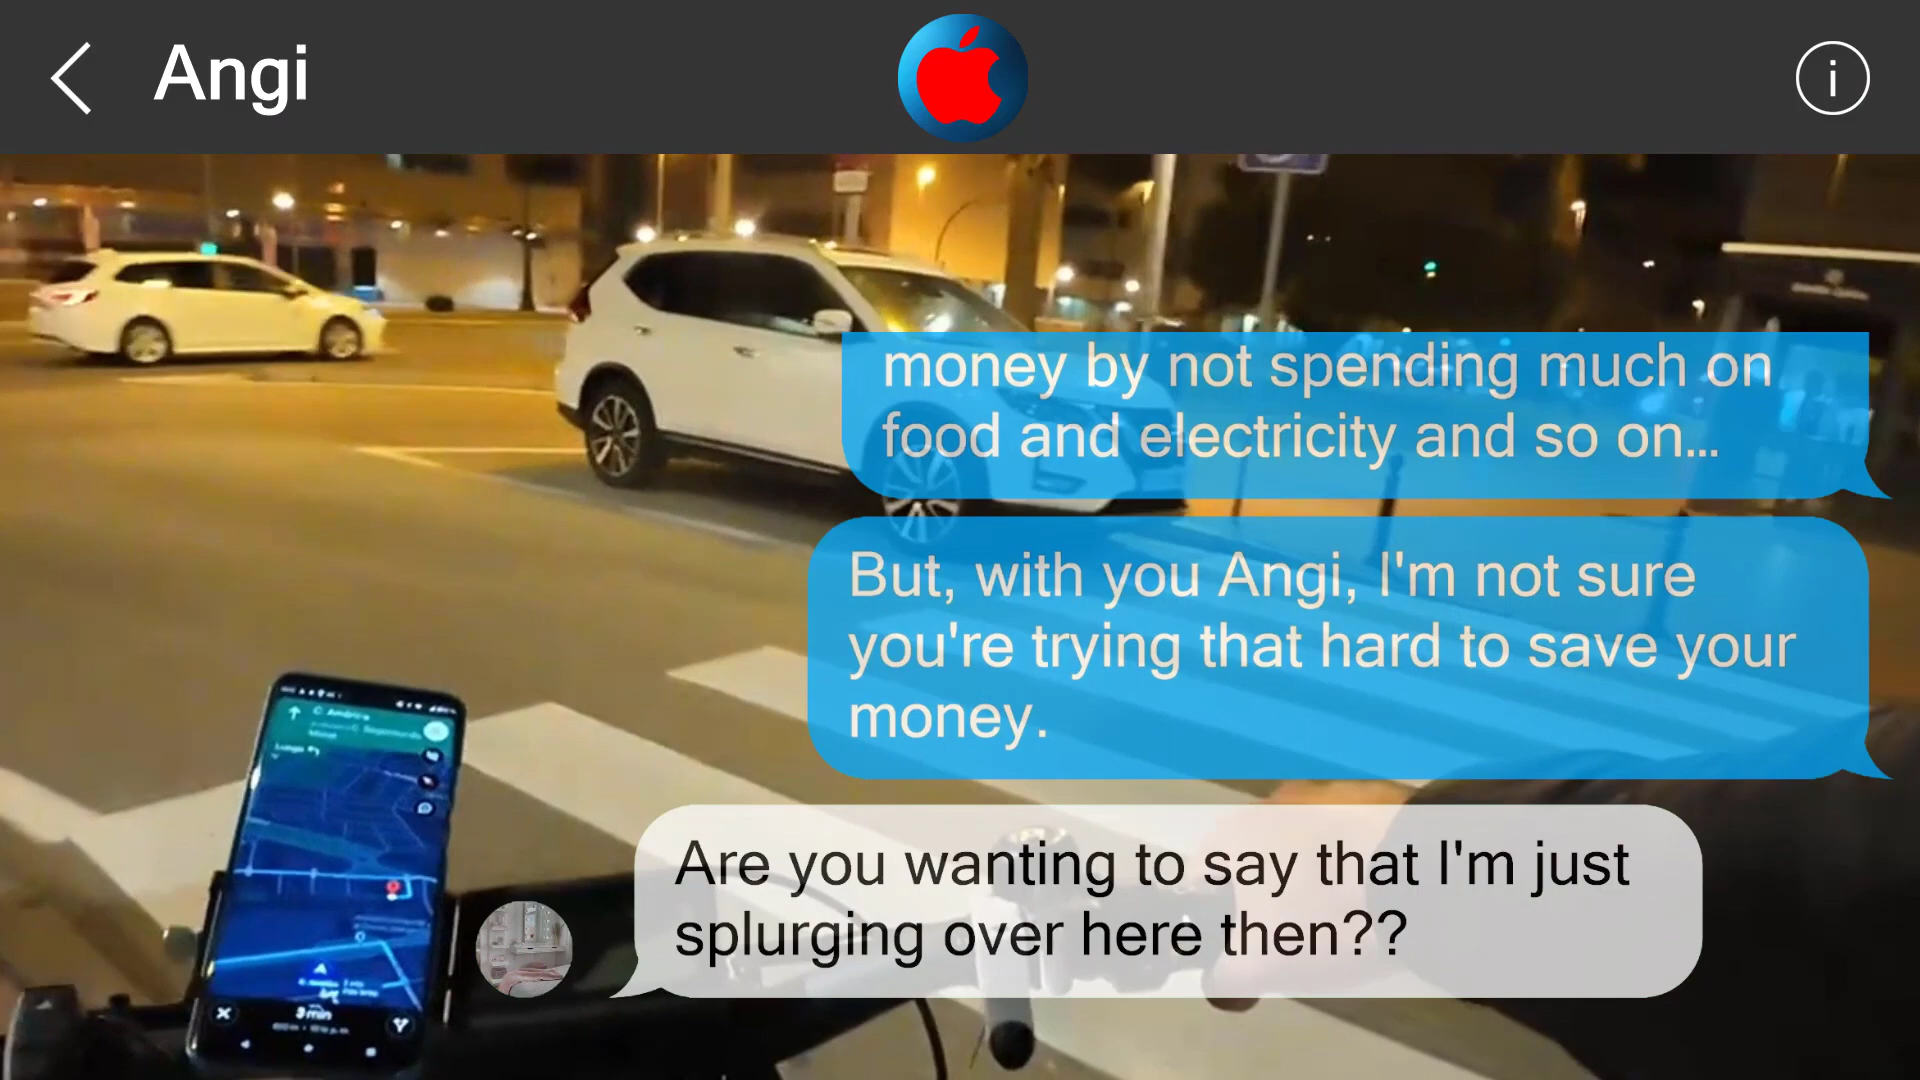 Angi
money by not spending much on
food and electricity and so on...
But, with you Angi, I'm not sure
you're trying that hard to save your
money.
Are you wanting to say that I'm just
splurging over here then??
3 min